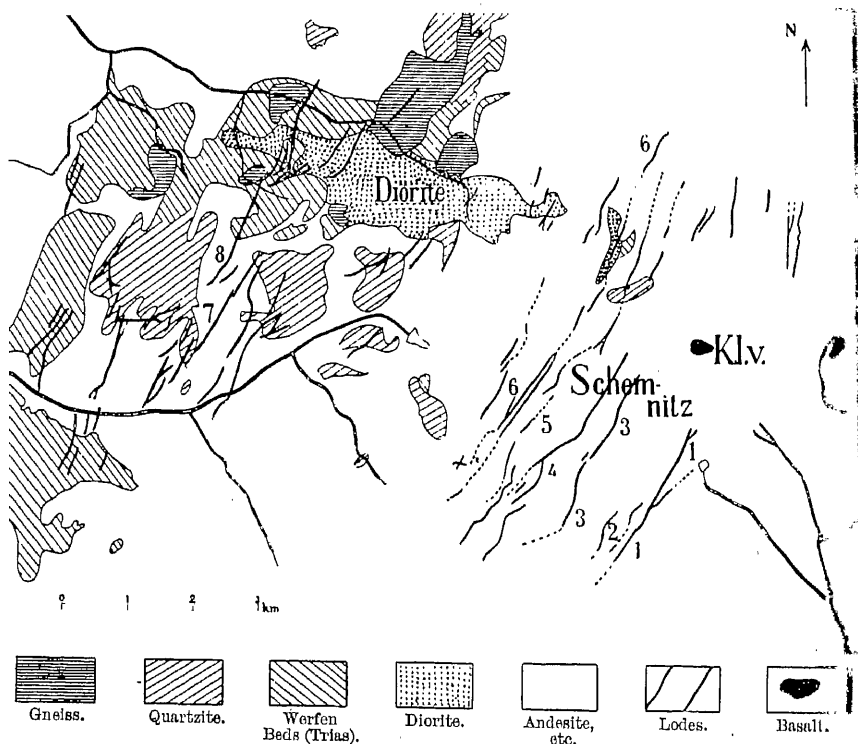 N
6
Diorite
8
7
Kl.v.
Schem-
nitz
6
5
3
1
4
3
2
1
0 1 2 3 km
Gneiss. Quartzite. Werfen Beds (Trias). Diorite. Andesite, etc. Lodes. Basalt.